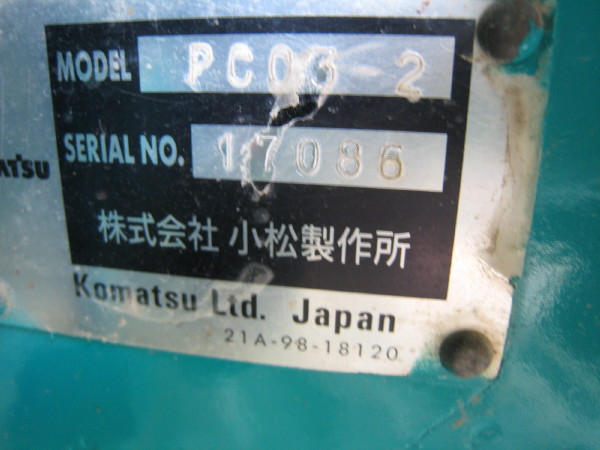 MODEL PC03-2
SERIAL NO. 17086
株式会社 小松製作所
Komatsu Ltd. Japan
21A-98-18120